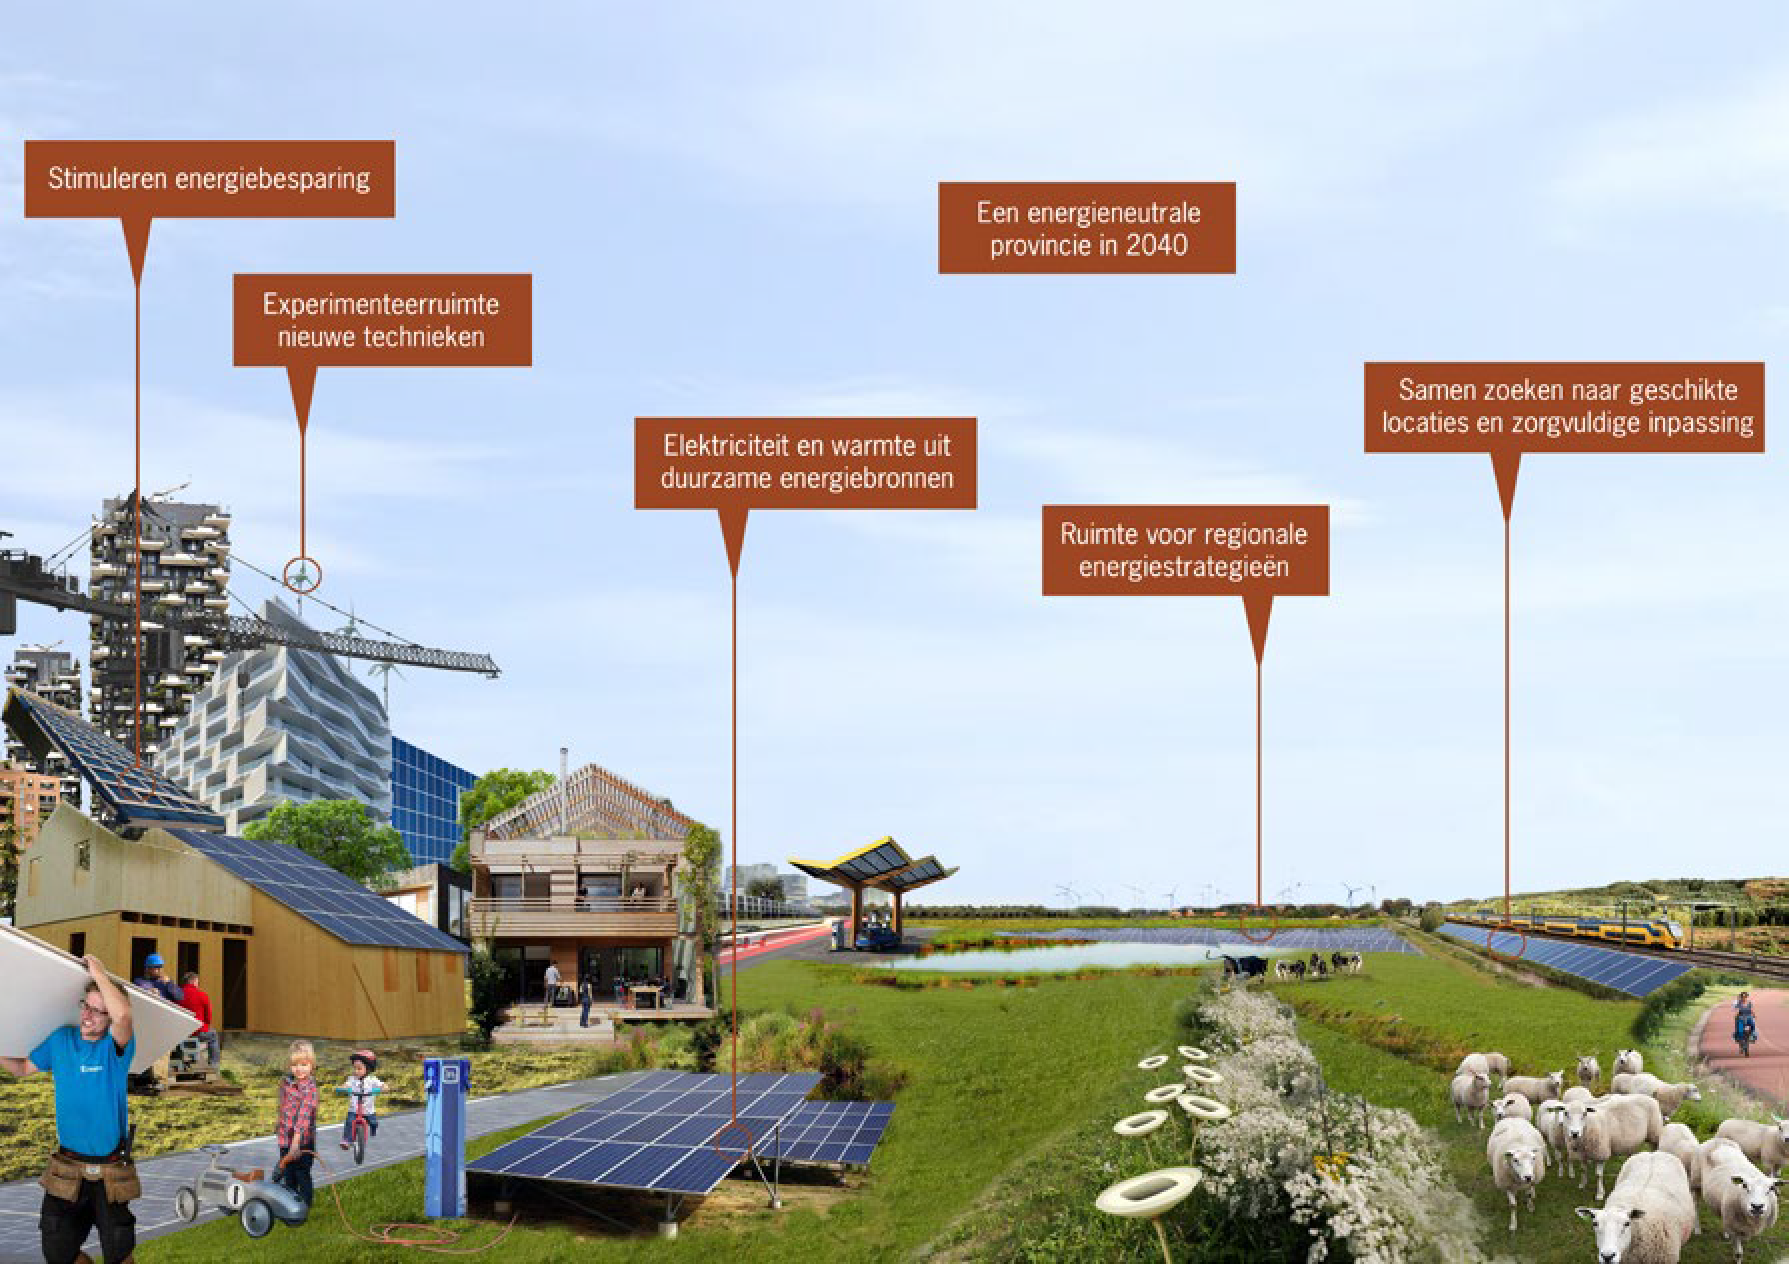 Stimuleren energiebesparing
Experimenteerruimte
nieuwe technieken
Een energieneutrale
provincie in 2040
Elektriciteit en warmte uit
duurzame energiebronnen
Ruimte voor regionale
energiestrategieën
Samen zoeken naar geschikte
locaties en zorgvuldige inpassing
1